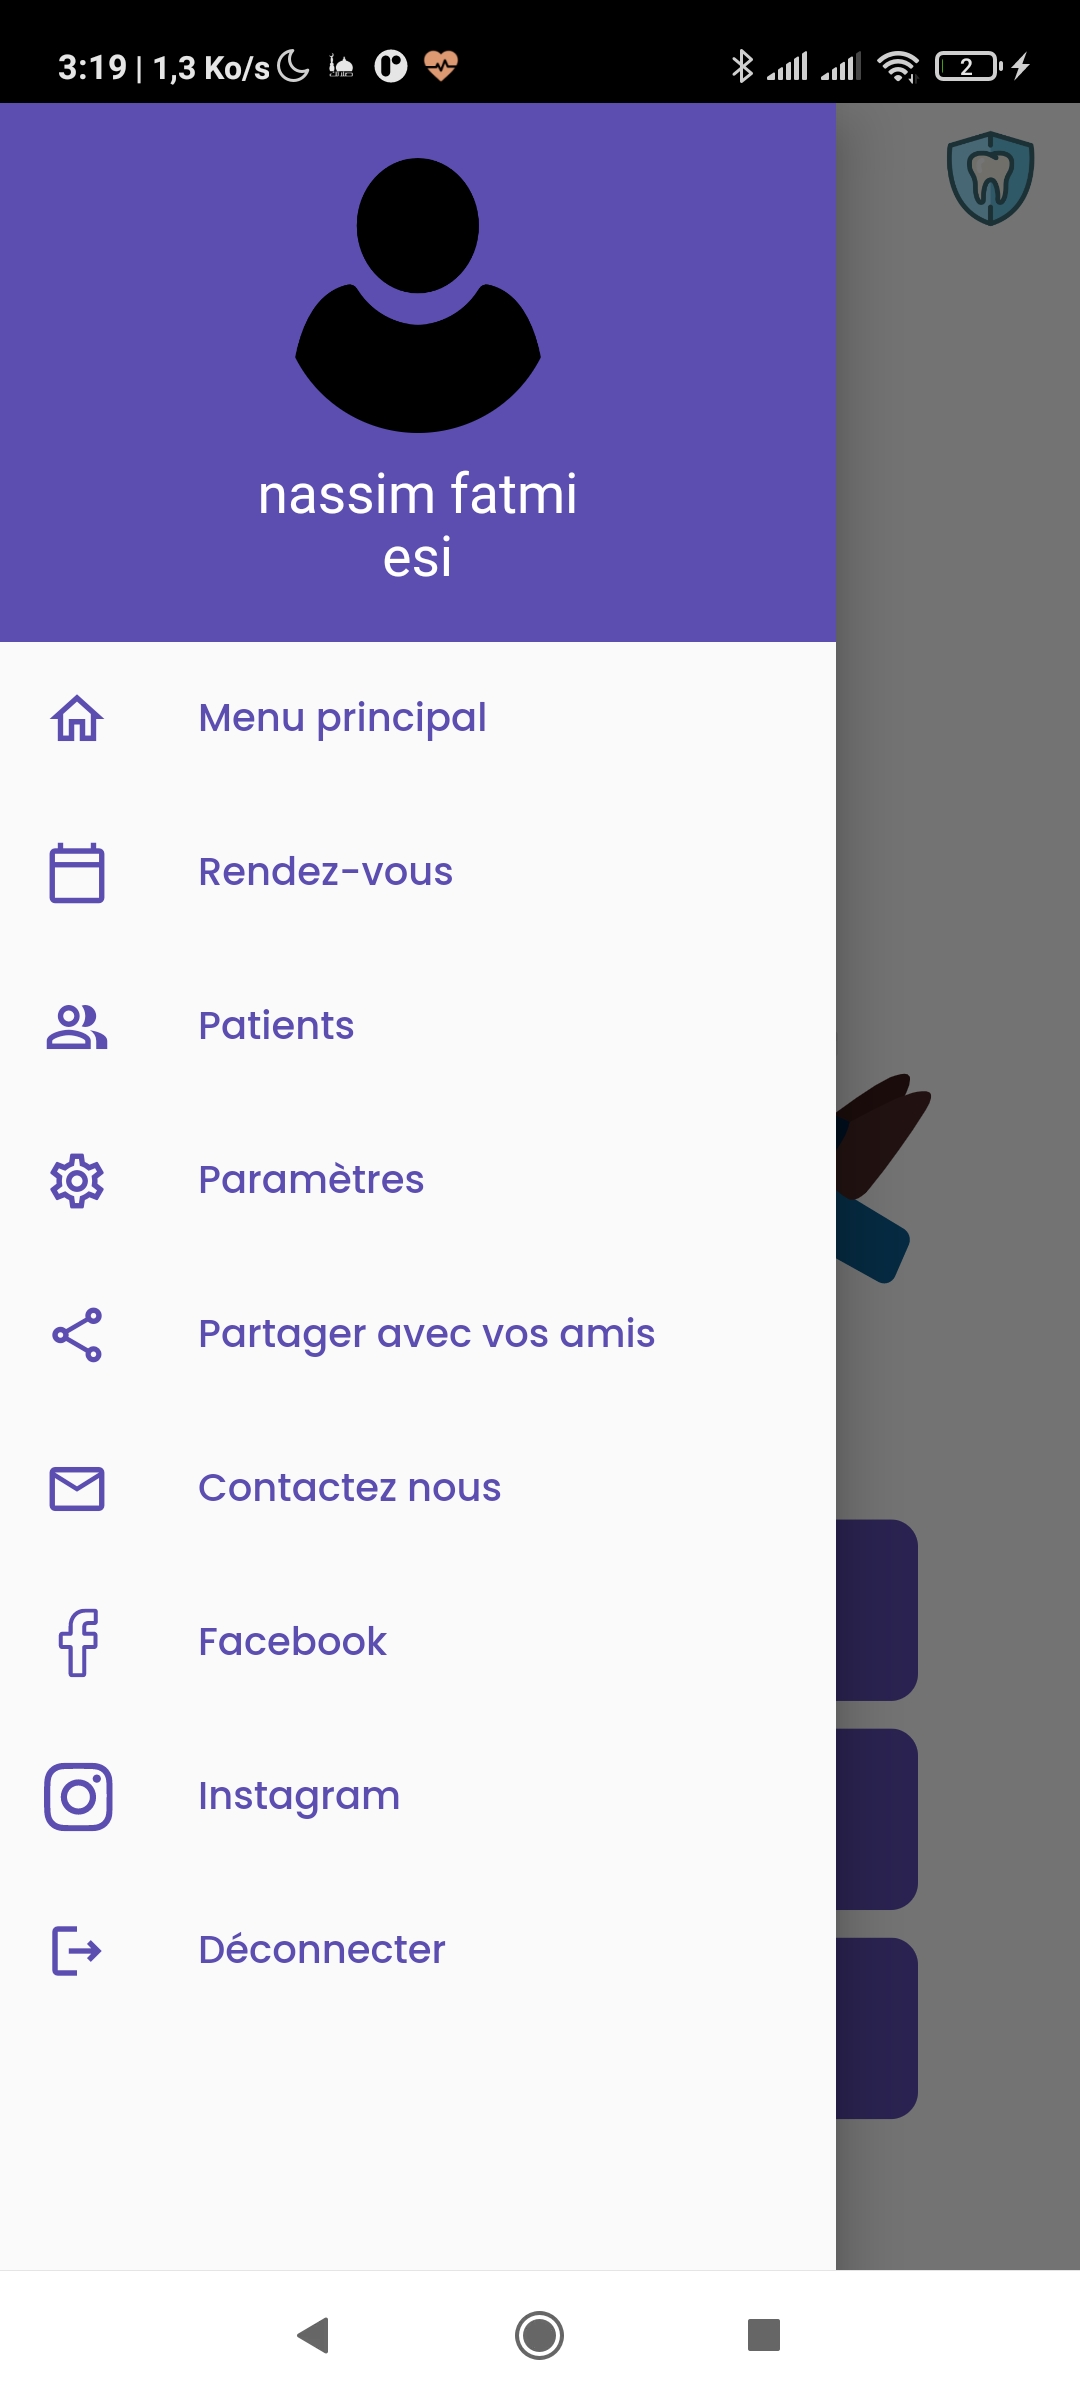 3:19 | 1,3 Ko/s
2
nassim fatmi
esi
Menu principal
Rendez-vous
Patients
Paramètres
Partager avec vos amis
Contactez nous
Facebook
Instagram
Déconnecter